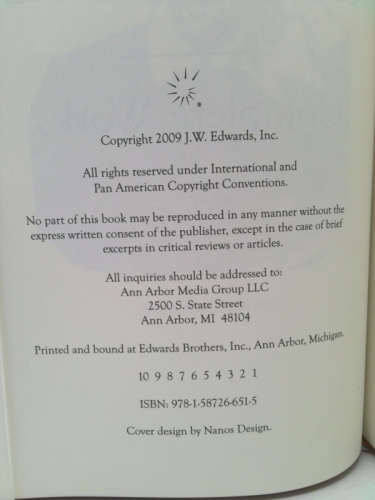 Copyright 2009 J.W. Edwards, Inc.
All rights reserved under International and
Pan American Copyright Conventions.
No part of this book may be reproduced in any manner without the
express written consent of the publisher, except in the case of brief
excerpts in critical reviews or articles.
All inquiries should be addressed to:
Ann Arbor Media Group LLC
2500 S. State Street
Ann Arbor, MI 48104
Printed and bound at Edwards Brothers, Inc., Ann Arbor, Michigan.
10 9 8 7 6 5 4 3 2 1
ISBN: 978-1-58726-651-5
Cover design by Nanos Design.